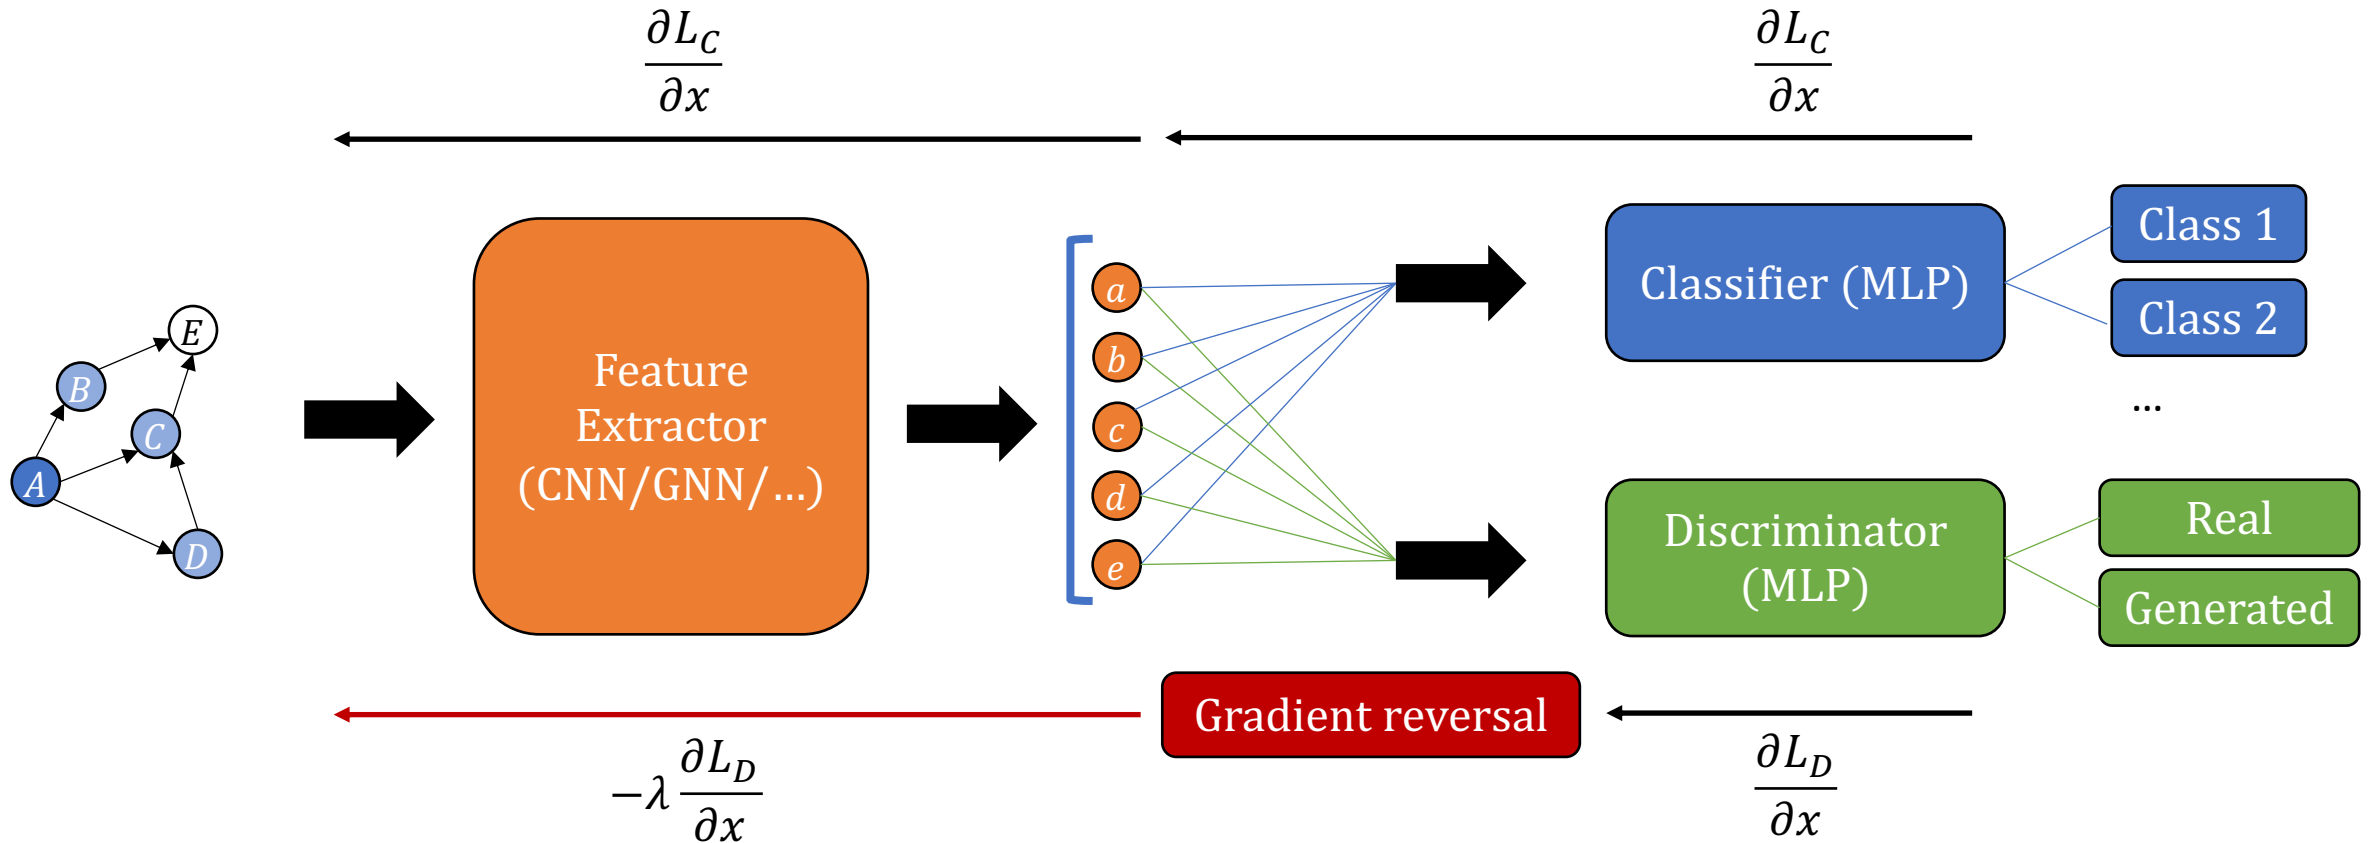 ∂L_C
∂x
∂L_C
∂x
E
B
C
A
D
Feature
Extractor
(CNN/GNN/...)
a
b
c
d
e
Classifier (MLP)
Class 1
Class 2
...
Discriminator
(MLP)
Real
Generated
Gradient reversal
−λ ∂L_D
∂x
∂L_D
∂x